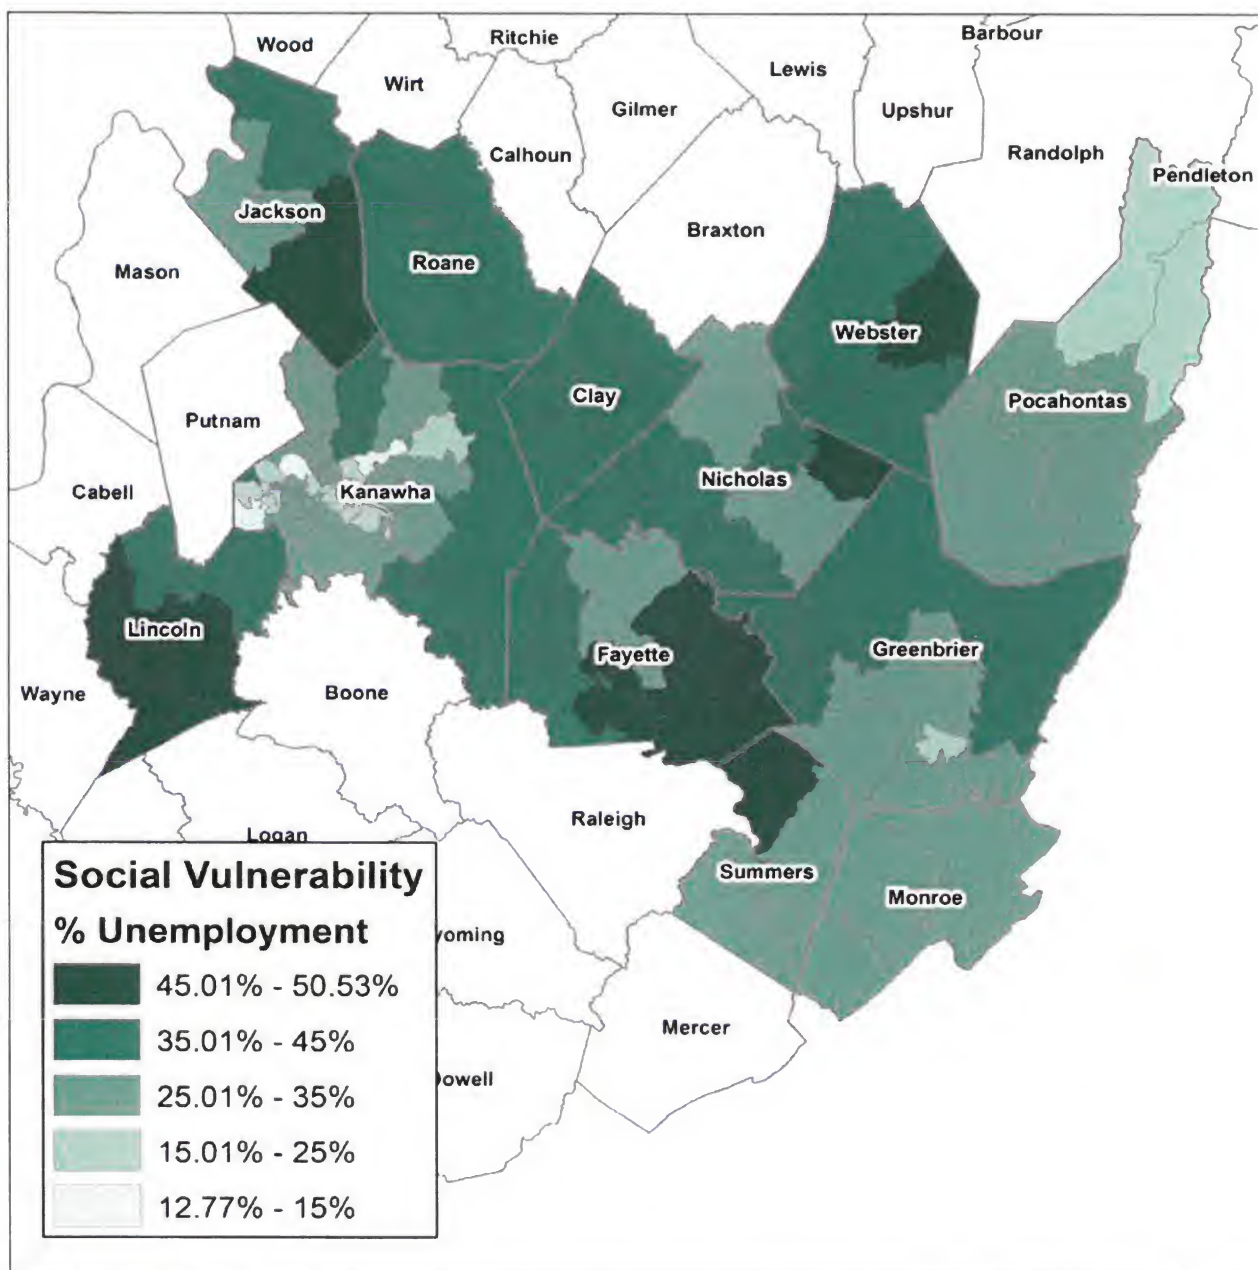 Wood
Ritchie
Barbour
Wirt
Lewis
Gilmer
Upshur
Calhoun
Randolph
Pendleton
Jackson
Braxton
Roane
Mason
Webster
Clay
Pocahontas
Putnam
Nicholas
Cabell
Kanawha
Lincoln
Greenbrier
Fayette
Wayne
Boone
Raleigh
Logan
Summers
Monroe
Social Vulnerability
% Unemployment
yoming
45.01% - 50.53%
35.01% - 45%
Mercer
25.01% - 35%
Dowell
15.01% - 25%
12.77% - 15%